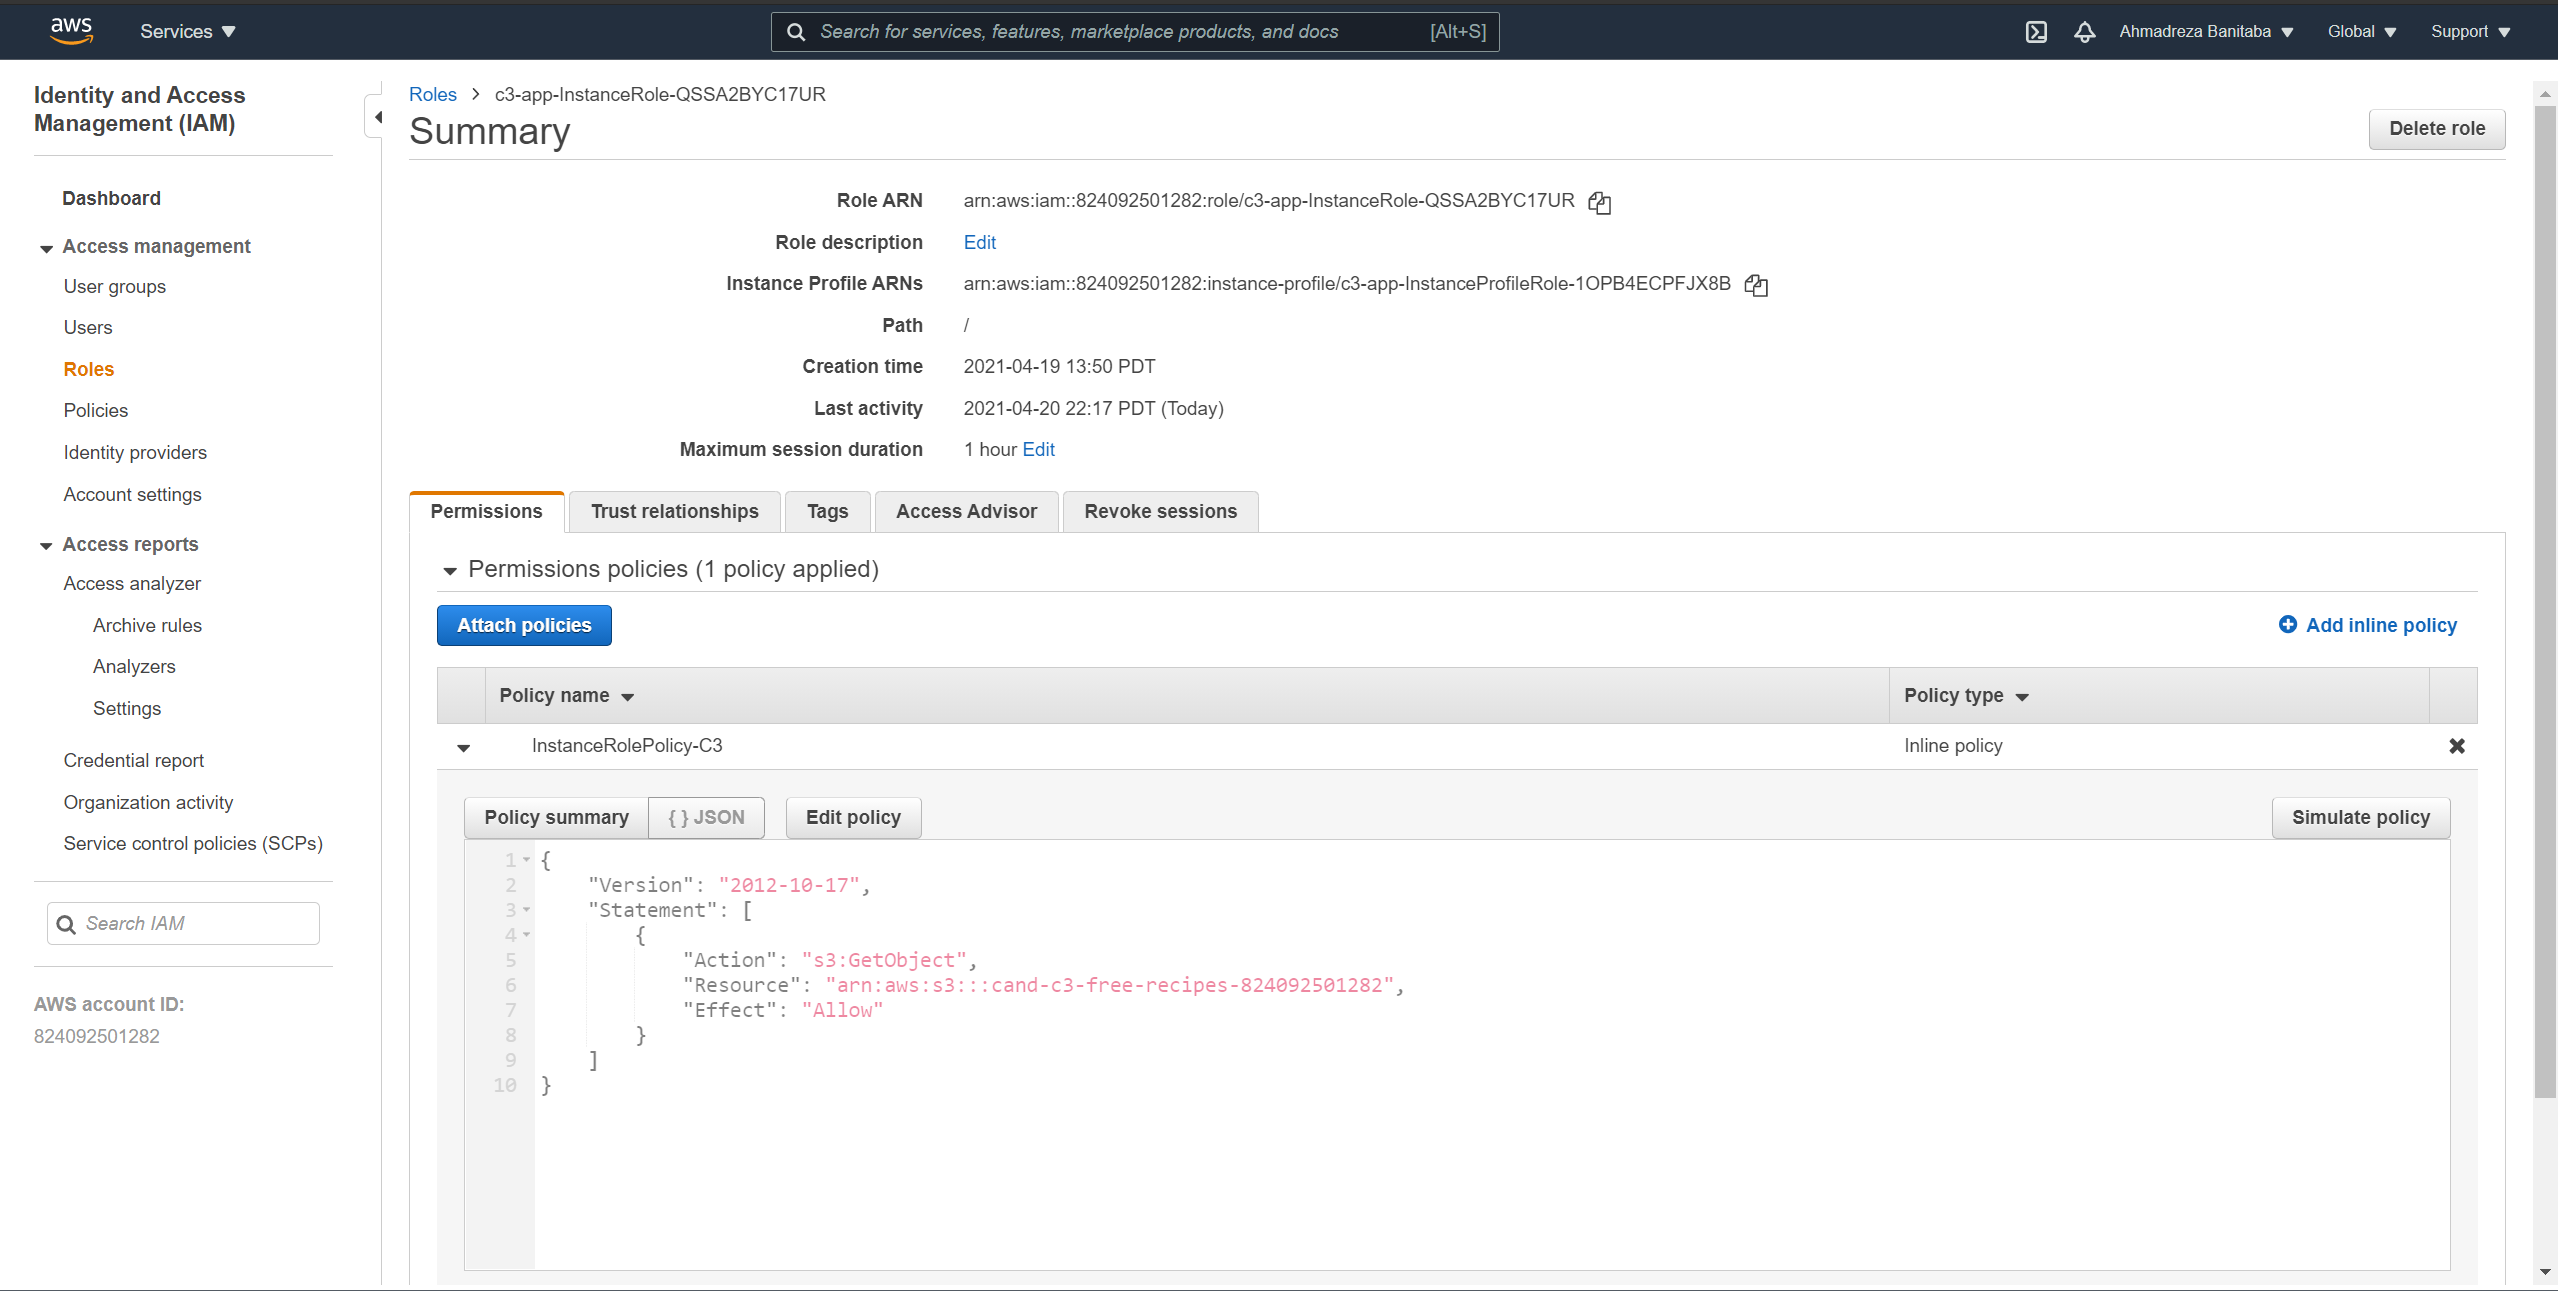 aws
Services
Search for services, features, marketplace products, and docs [Alt+S]
Ahmadreza Banitaba
Global
Support
Identity and Access
Management (IAM)
Dashboard
Access management
User groups
Users
Roles
Policies
Identity providers
Account settings
Access reports
Access analyzer
Archive rules
Analyzers
Settings
Credential report
Organization activity
Service control policies (SCPs)
Search IAM
AWS account ID:
824092501282
Roles > c3-app-InstanceRole-QSSA2BYC17UR
Summary
Delete role
Role ARN arn:aws:iam::824092501282:role/c3-app-InstanceRole-QSSA2BYC17UR
Role description Edit
Instance Profile ARNs arn:aws:iam::824092501282:instance-profile/c3-app-InstanceProfileRole-1OPB4ECPFJX8B
Path /
Creation time 2021-04-19 13:50 PDT
Last activity 2021-04-20 22:17 PDT (Today)
Maximum session duration 1 hour Edit
Permissions Trust relationships Tags Access Advisor Revoke sessions
Permissions policies (1 policy applied)
Attach policies
Add inline policy
Policy name Policy type
InstanceRolePolicy-C3 Inline policy
Policy summary { } JSON Edit policy Simulate policy
1 {
2 "Version": "2012-10-17",
3 "Statement": [
4 {
5 "Action": "s3:GetObject",
6 "Resource": "arn:aws:s3:::cand-c3-free-recipes-824092501282",
7 "Effect": "Allow"
8 }
9 ]
10 }